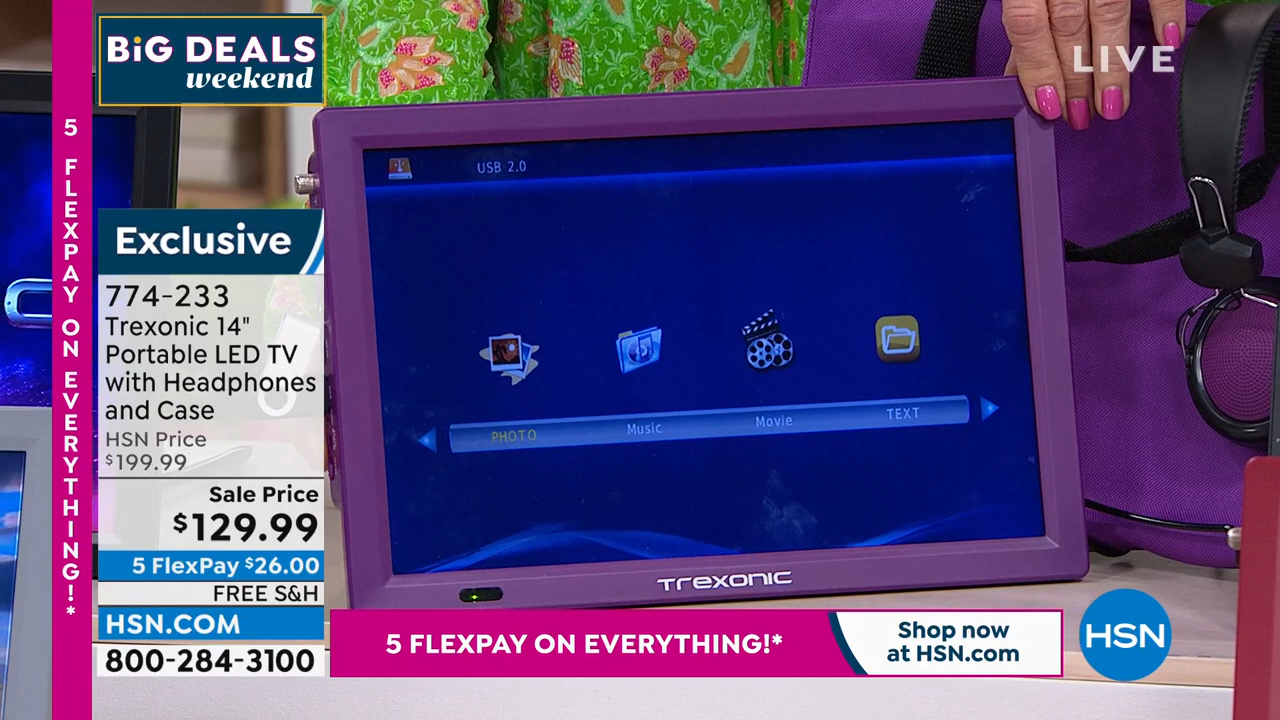 BiG DEALS
weekend
LIVE
5 FLEXPAY ON EVERYTHING!*
Exclusive
774-233
Trexonic 14"
Portable LED TV
with Headphones
and Case
HSN Price
$199.99
Sale Price
$129.99
5 FlexPay $26.00
FREE S&H
HSN.COM
800-284-3100
USB 2.0
PHOTO
Music
Movie
TEXT
Trexonic
5 FLEXPAY ON EVERYTHING!*
Shop now
at HSN.com
HSN